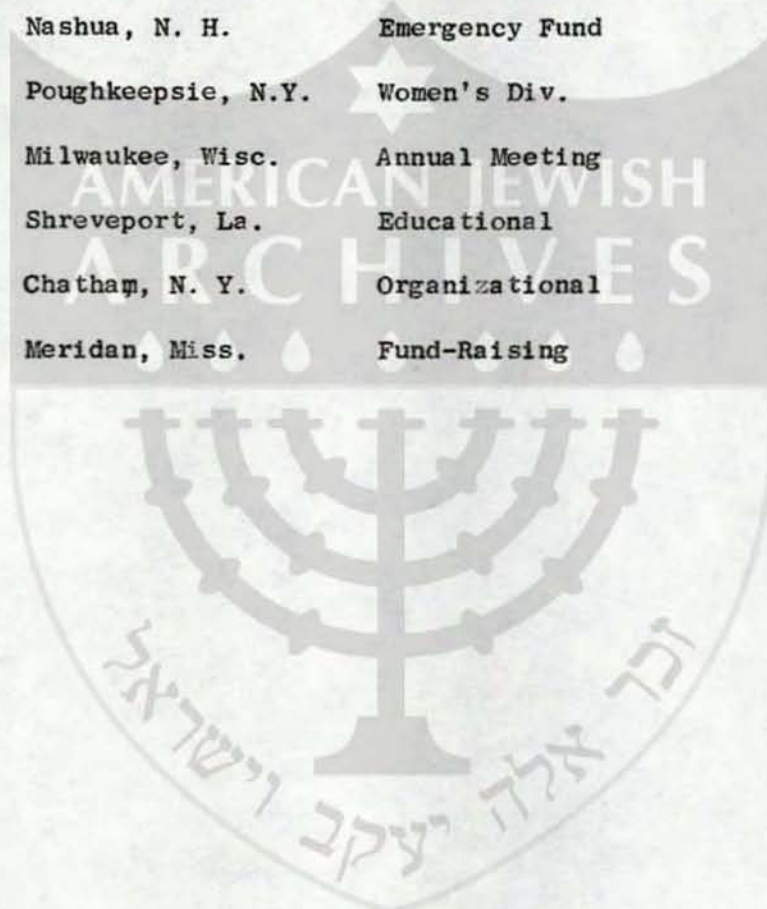 Nashua, N. H. Emergency Fund
Poughkeepsie, N.Y. Women's Div.
Milwaukee, Wisc. Annual Meeting
AMERICAN JEWISH
Shreveport, La. Educational
ARCHIVES
Chatham, N. Y. Organizational
Meridan, Miss. Fund-Raising
זכר אלה יעקב וישראל